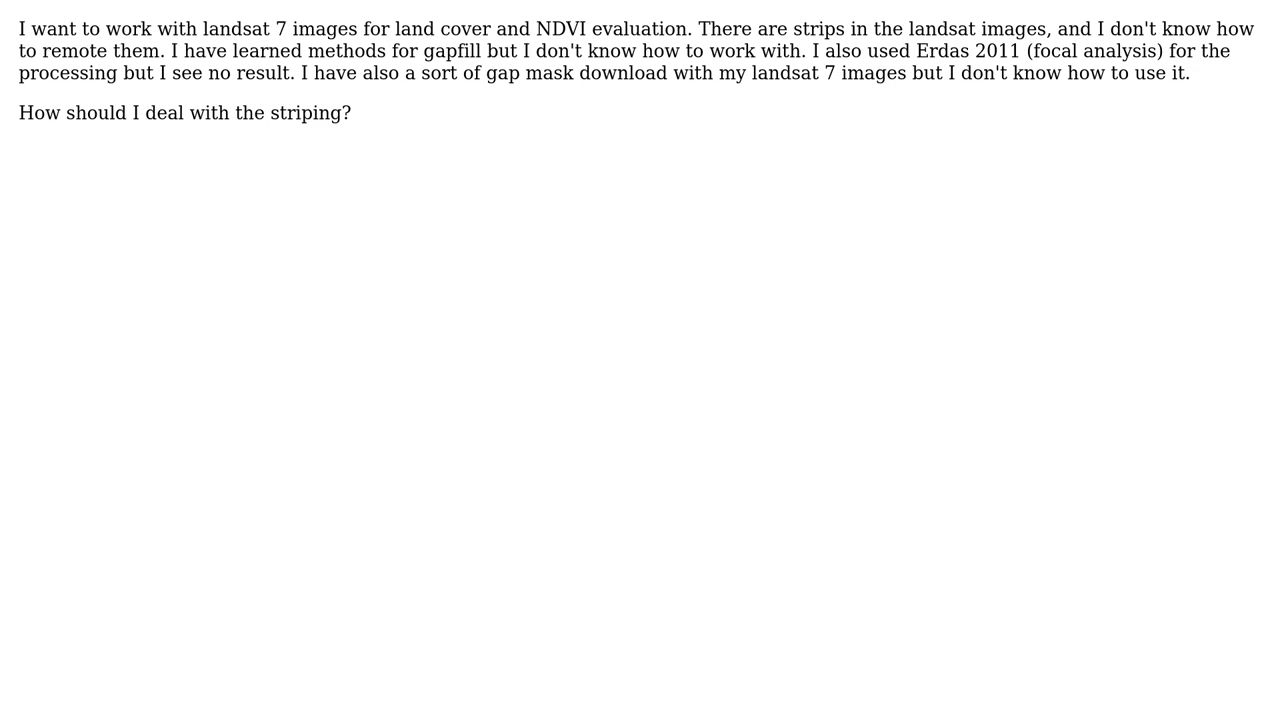 I want to work with landsat 7 images for land cover and NDVI evaluation. There are strips in the landsat images, and I don't know how
to remote them. I have learned methods for gapfill but I don't know how to work with. I also used Erdas 2011 (focal analysis) for the
processing but I see no result. I have also a sort of gap mask download with my landsat 7 images but I don't know how to use it.
How should I deal with the striping?